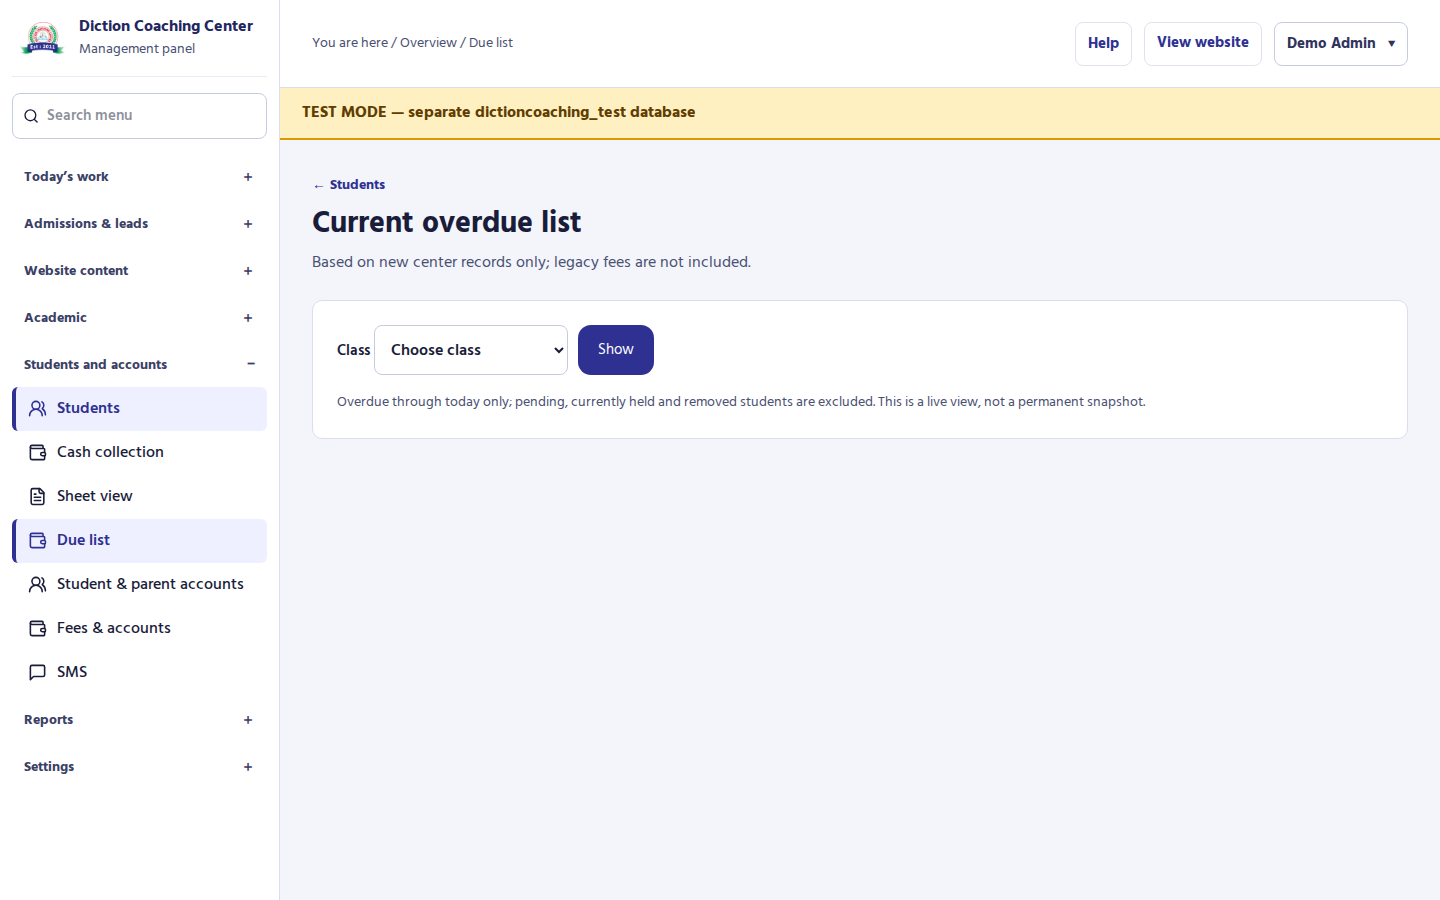 Est : 2011
Diction Coaching Center
Management panel
Search menu
Today’s work +
Admissions & leads +
Website content +
Academic +
Students and accounts −
Students
Cash collection
Sheet view
Due list
Student & parent accounts
Fees & accounts
SMS
Reports +
Settings +
You are here / Overview / Due list
Help
View website
Demo Admin ▾
TEST MODE — separate dictioncoaching_test database
← Students
Current overdue list
Based on new center records only; legacy fees are not included.
Class Choose class Show
Overdue through today only; pending, currently held and removed students are excluded. This is a live view, not a permanent snapshot.